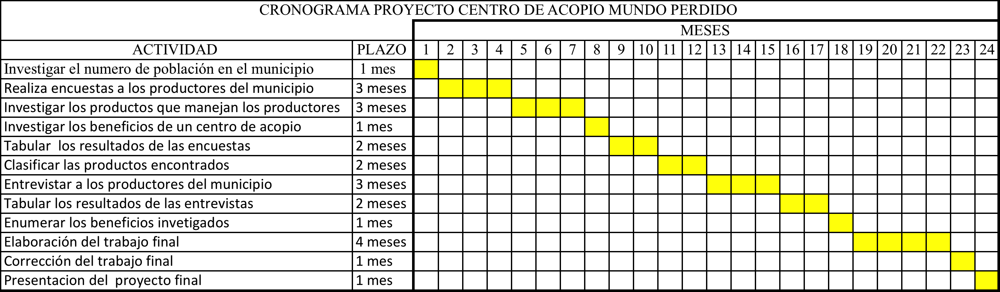 CRONOGRAMA PROYECTO CENTRO DE ACOPIO MUNDO PERDIDO
MESES
ACTIVIDAD PLAZO 1 2 3 4 5 6 7 8 9 10 11 12 13 14 15 16 17 18 19 20 21 22 23 24
Investigar el numero de población en el municipio 1 mes
Realiza encuestas a los productores del municipio 3 meses
Investigar los productos que manejan los productores 3 meses
Investigar los beneficios de un centro de acopio 1 mes
Tabular los resultados de las encuestas 2 meses
Clasificar las productos encontrados 2 meses
Entrevistar a los productores del municipio 3 meses
Tabular los resultados de las entrevistas 2 meses
Enumerar los beneficios invetigados 1 mes
Elaboración del trabajo final 4 meses
Corrección del trabajo final 1 mes
Presentacion del proyecto final 1 mes